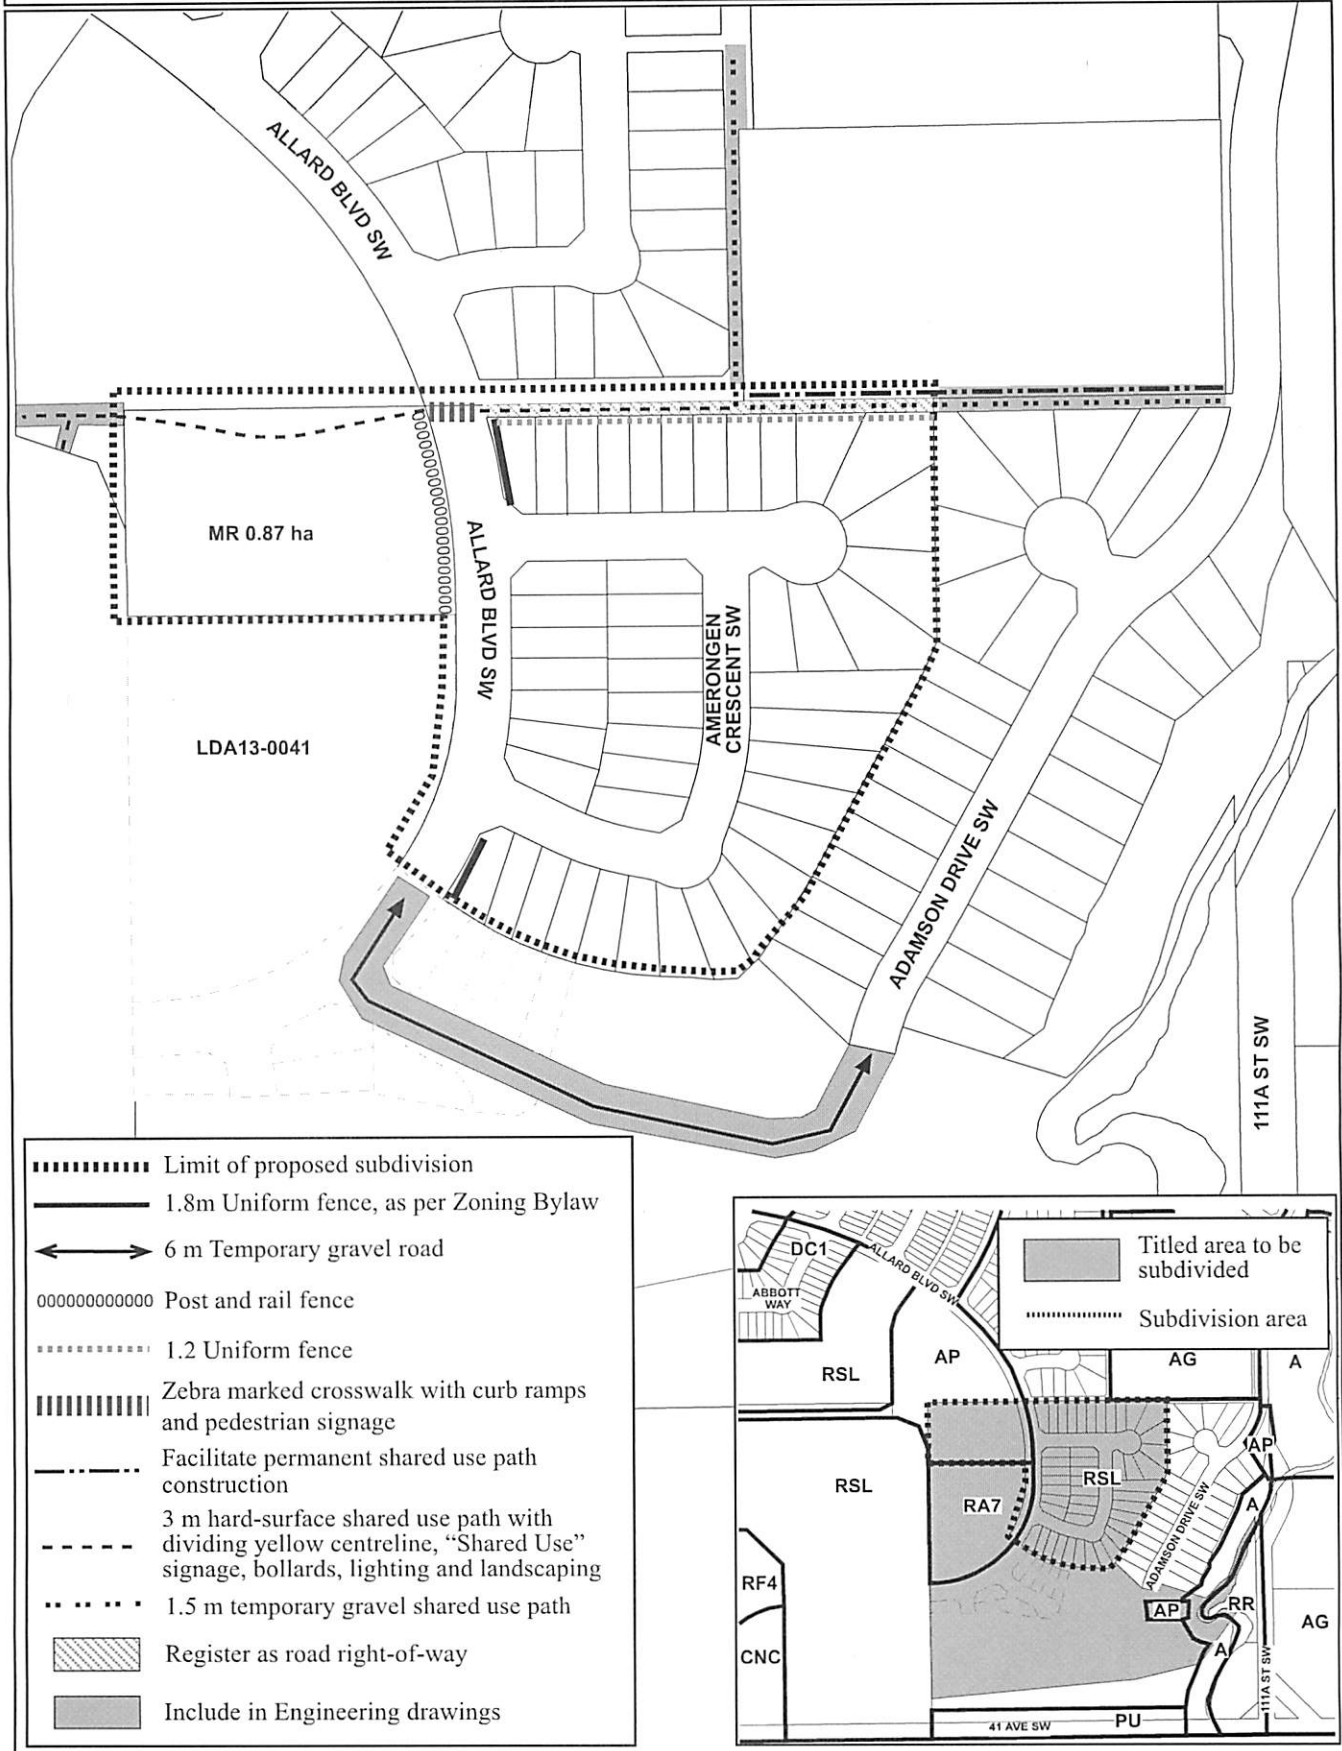 ALLARD BLVD SW
MR 0.87 ha
ALLARD BLVD SW
AMERONGEN
CRESCENT SW
LDA13-0041
ADAMSON DRIVE SW
111A ST SW
Limit of proposed subdivision
1.8m Uniform fence, as per Zoning Bylaw
6 m Temporary gravel road
Post and rail fence
1.2 Uniform fence
Zebra marked crosswalk with curb ramps
and pedestrian signage
Facilitate permanent shared use path
construction
3 m hard-surface shared use path with
dividing yellow centreline, “Shared Use”
signage, bollards, lighting and landscaping
1.5 m temporary gravel shared use path
Register as road right-of-way
Include in Engineering drawings
Titled area to be
subdivided
Subdivision area
DC1
ALLARD BLVD SW
ABBOTT
WAY
RSL
AP
AG
A
RSL
RA7
RSL
AP
A
ADAMSON DRIVE SW
RF4
AP
RR
AG
CNC
A
111A ST SW
41 AVE SW
PU